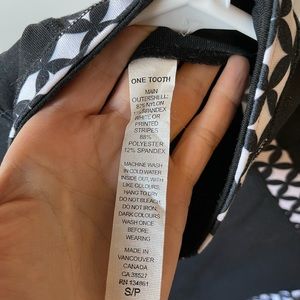 ONE TOOTH
MAIN
OUTERSHELL:
NYLON
SPANDEX
WHITE OR
PRINTED
STRIPES
88%
POLYESTER
12% SPANDEX
MACHINE WASH
IN COLD WATER
INSIDE OUT, WITH
LIKE COLOURS.
HANG TO DRY
DO NOT BLEACH.
DO NOT IRON.
DARK COLOURS
WASH ONCE
BEFORE
WEARING
MADE IN
VANCOUVER
CANADA
CA 38527
RN 134861
S/P